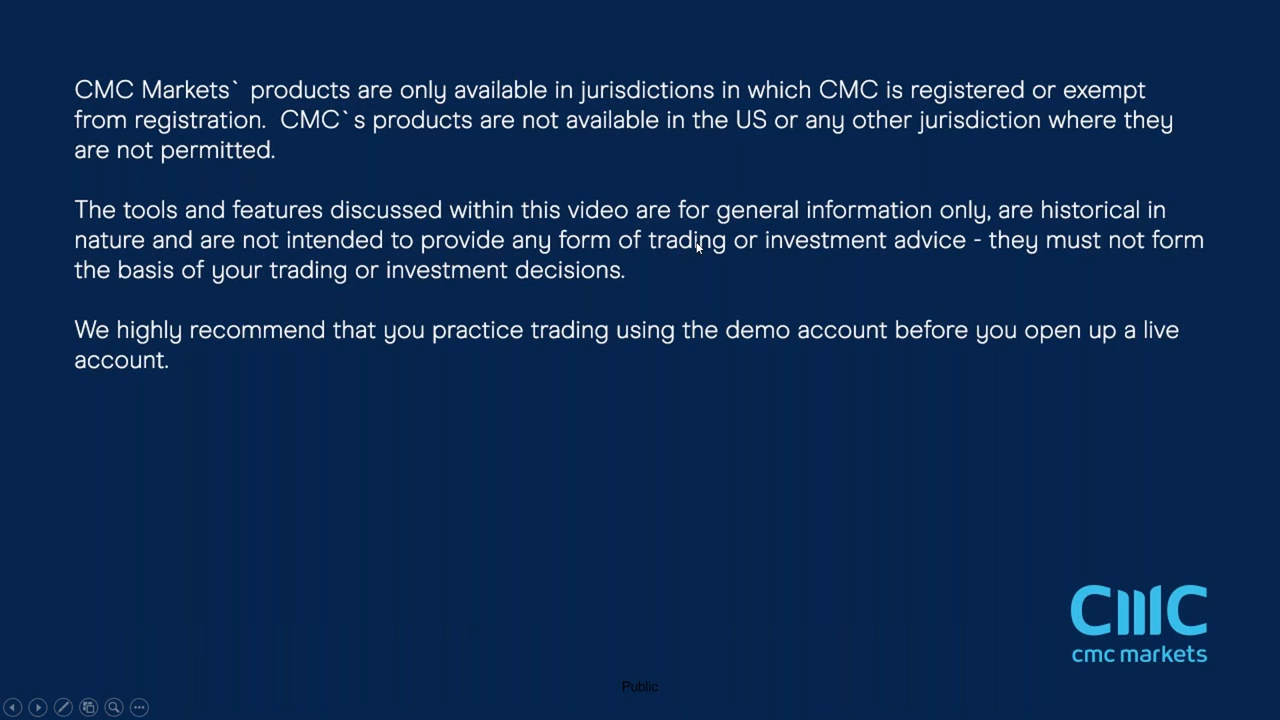 CMC Markets` products are only available in jurisdictions in which CMC is registered or exempt
from registration.  CMC`s products are not available in the US or any other jurisdiction where they
are not permitted.
The tools and features discussed within this video are for general information only, are historical in
nature and are not intended to provide any form of trading or investment advice - they must not form
the basis of your trading or investment decisions.
We highly recommend that you practice trading using the demo account before you open up a live
account.
CMC
cmc markets
Public